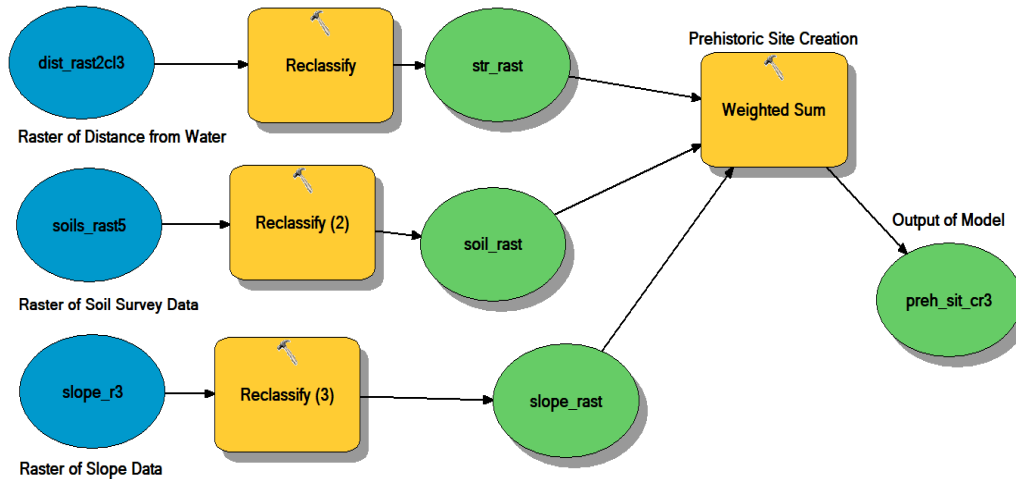 Prehistoric Site Creation
dist_rast2cl3
Reclassify
str_rast
Weighted Sum
Raster of Distance from Water
soils_rast5
Reclassify (2)
soil_rast
Output of Model
Raster of Soil Survey Data
preh_sit_cr3
slope_r3
Reclassify (3)
slope_rast
Raster of Slope Data